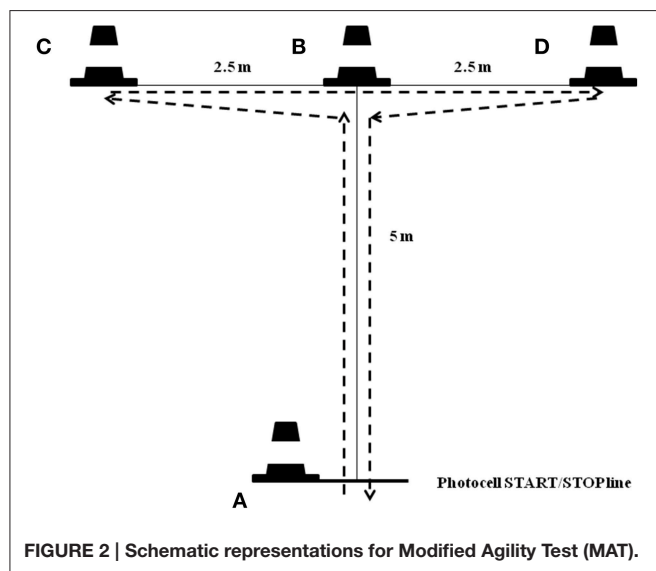 C B D
2.5 m 2.5 m
5 m
A
Photocell START/STOPline
FIGURE 2 | Schematic representations for Modified Agility Test (MAT).